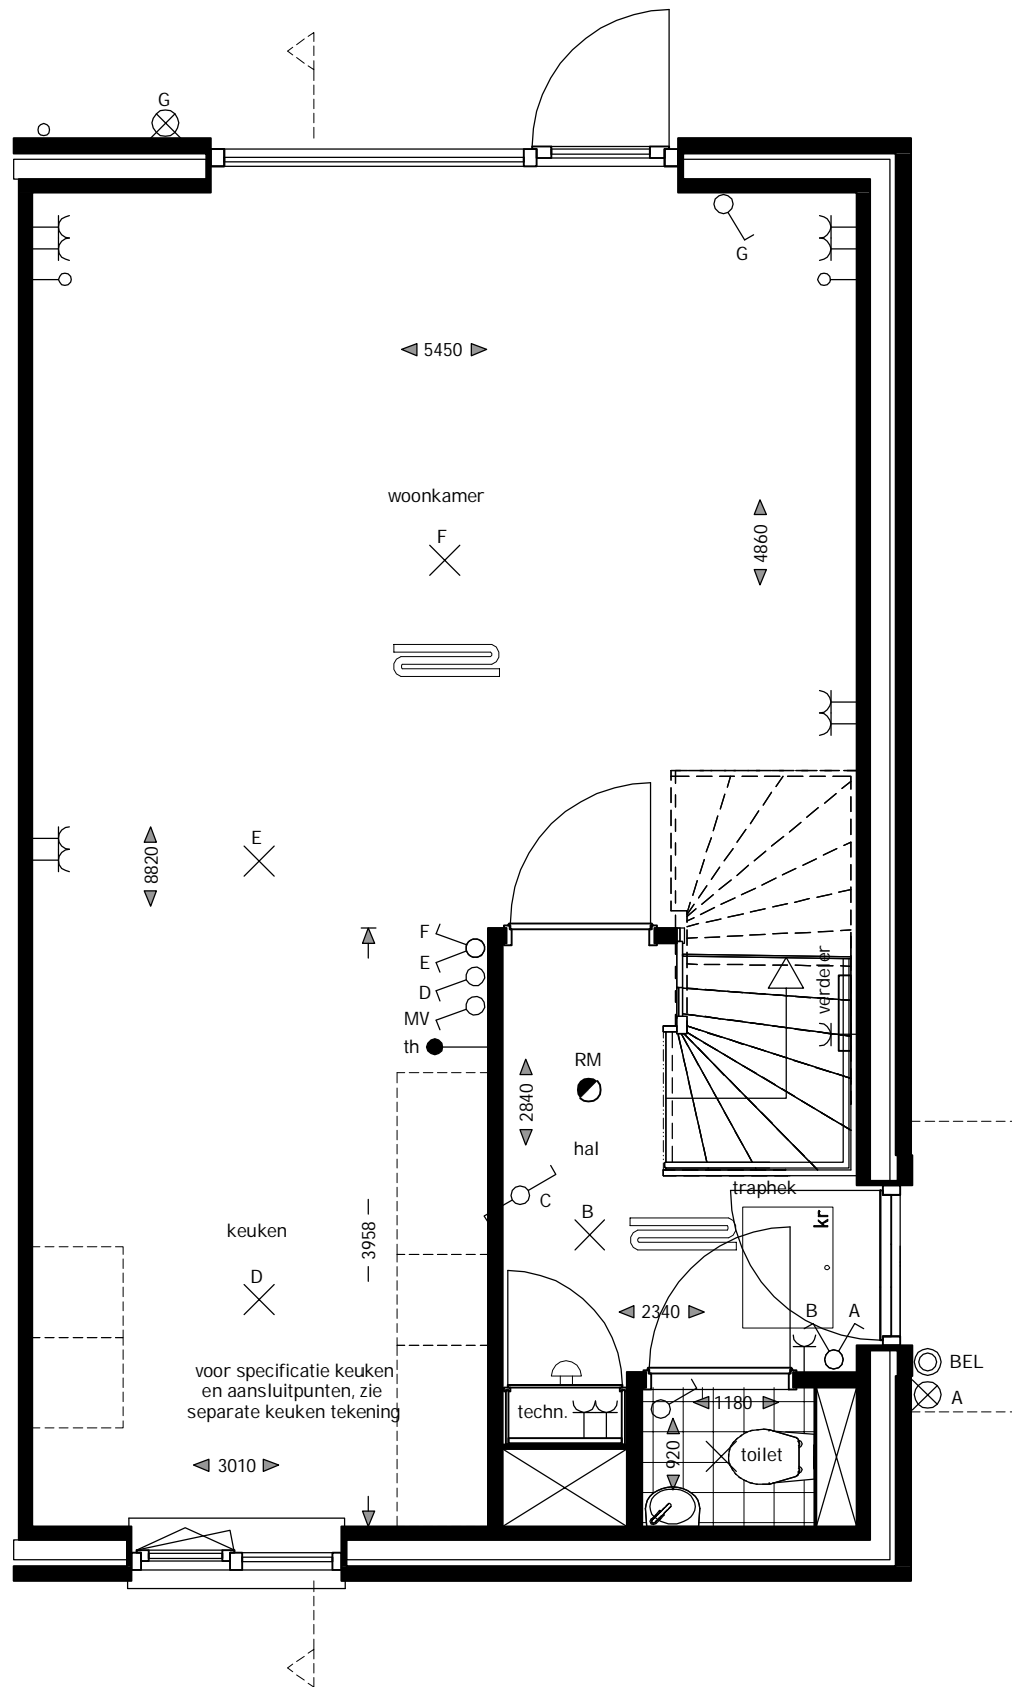 G
G
5450
woonkamer
F
4860
E
8820
F
E
D
MV
th
verdeler
RM
2840
hal
C
B
traphek
kr
keuken
3958
D
2340
B
A
BEL
A
voor specificatie keuken
en aansluitpunten, zie
separate keuken tekening
techn.
1180
920
toilet
3010